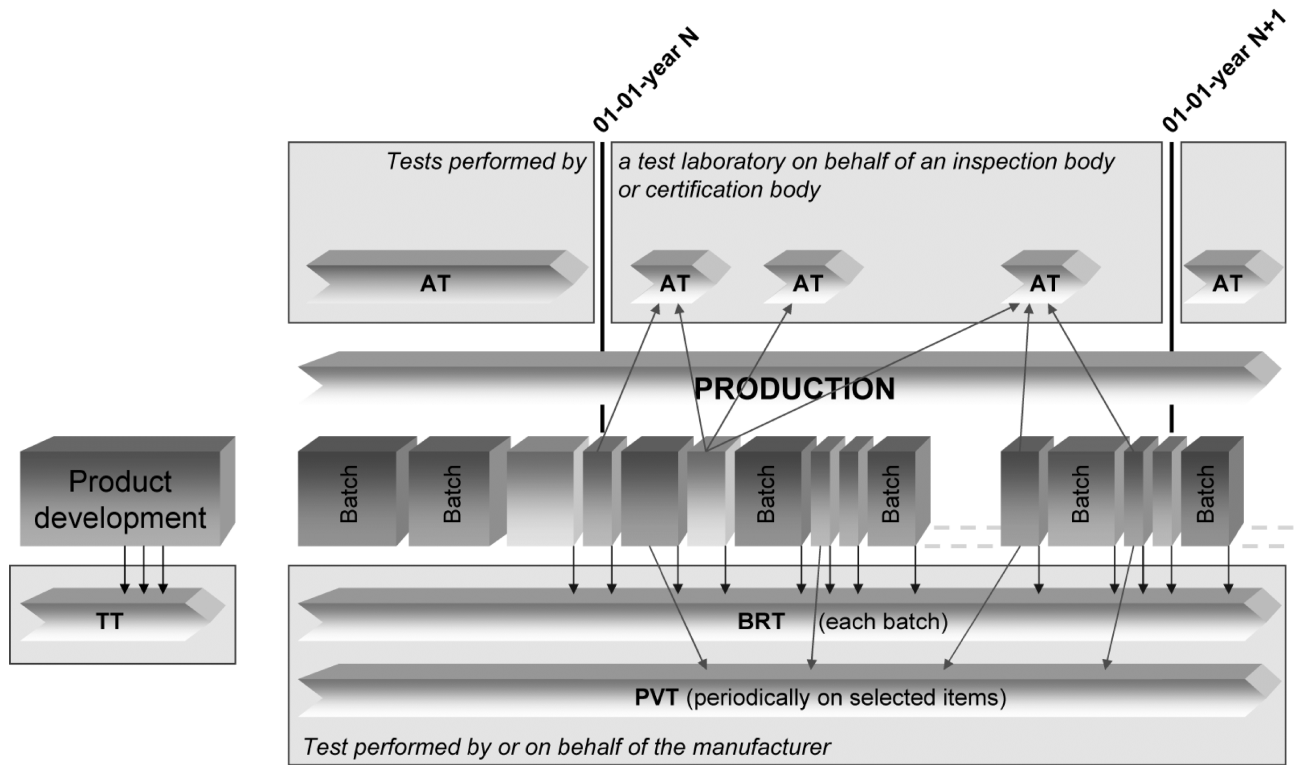 01-01-year N
01-01-year N+1
Tests performed by
a test laboratory on behalf of an inspection body
or certification body
AT
AT
AT
AT
AT
PRODUCTION
Product
development
Batch
Batch
Batch
Batch
Batch
Batch
TT
BRT (each batch)
PVT (periodically on selected items)
Test performed by or on behalf of the manufacturer